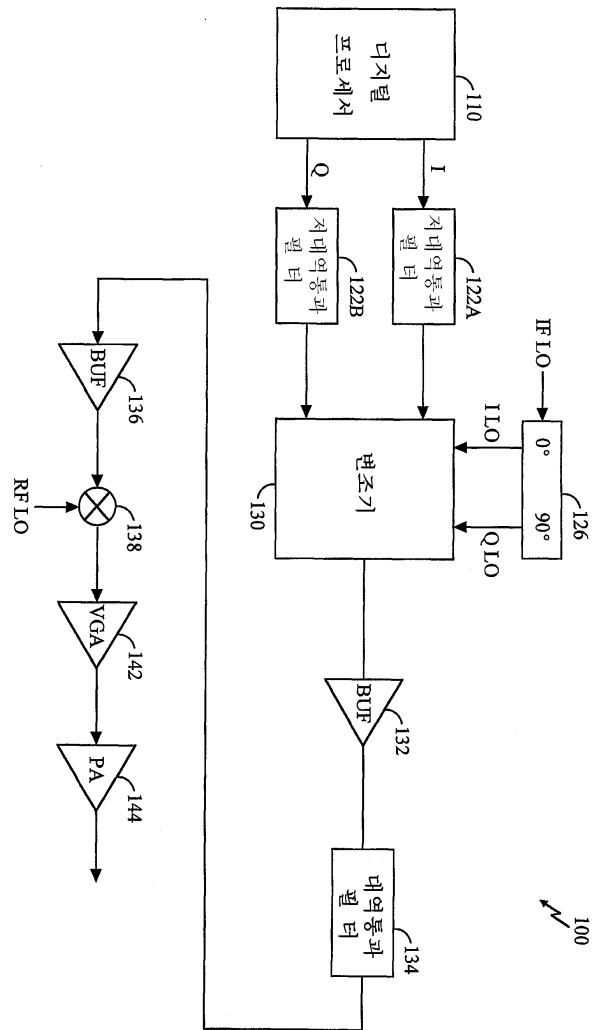 100
디지털
프로세서
110
I
Q
저대역통과
필 터
122A
저대역통과
필 터
122B
IF LO
0°
90°
126
I LO
Q LO
변조기
130
BUF
132
대역통과
필 터
134
BUF
136
138
RF LO
VGA
142
PA
144